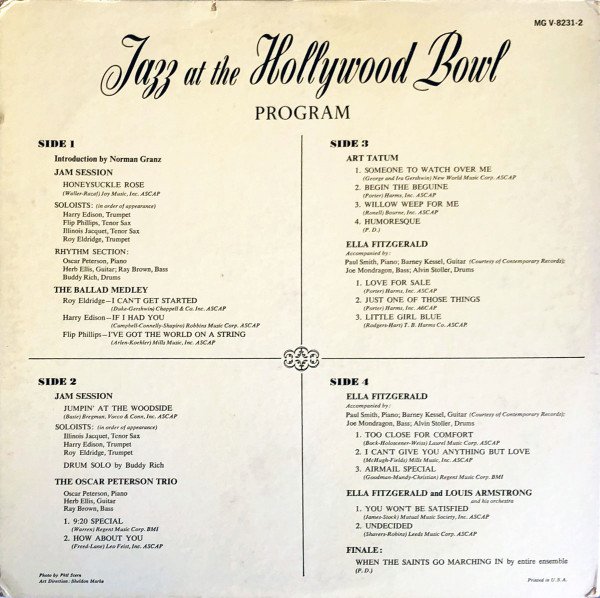 MG V-8231-2
Jazz at the Hollywood Bowl
PROGRAM
SIDE 1
Introduction by Norman Granz
JAM SESSION
HONEYSUCKLE ROSE
(Waller-Razaf) Joy Music, Inc. ASCAP
SOLOISTS: (in order of appearance)
Harry Edison, Trumpet
Flip Phillips, Tenor Sax
Illinois Jacquet, Tenor Sax
Roy Eldridge, Trumpet
RHYTHM SECTION:
Oscar Peterson, Piano
Herb Ellis, Guitar; Ray Brown, Bass
Buddy Rich, Drums
THE BALLAD MEDLEY
Roy Eldridge—I CAN'T GET STARTED
(Duke-Gershwin) Chappell & Co. Inc. ASCAP
Harry Edison—IF I HAD YOU
(Campbell-Connelly-Shapiro) Robbins Music Corp. ASCAP
Flip Phillips—I'VE GOT THE WORLD ON A STRING
(Arlen-Koehler) Mills Music, Inc. ASCAP
SIDE 2
JAM SESSION
JUMPIN' AT THE WOODSIDE
(Basie) Bregman, Vocco & Conn, Inc. ASCAP
SOLOISTS: (in order of appearance)
Illinois Jacquet, Tenor Sax
Harry Edison, Trumpet
Roy Eldridge, Trumpet
DRUM SOLO by Buddy Rich
THE OSCAR PETERSON TRIO
Oscar Peterson, Piano
Herb Ellis, Guitar
Ray Brown, Bass
1. 9:20 SPECIAL
(Warren) Regent Music Corp. BMI
2. HOW ABOUT YOU
(Freed-Lane) Leo Feist, Inc. ASCAP
Photo by Phil Stern
Art Direction: Sheldon Marks
SIDE 3
ART TATUM
1. SOMEONE TO WATCH OVER ME
(George and Ira Gershwin) New World Music Corp. ASCAP
2. BEGIN THE BEGUINE
(Porter) Harms, Inc. ASCAP
3. WILLOW WEEP FOR ME
(Ronell) Bourne, Inc. ASCAP
4. HUMORESQUE
(P. D.)
ELLA FITZGERALD
Accompanied by:
Paul Smith, Piano; Barney Kessel, Guitar (Courtesy of Contemporary Records);
Joe Mondragon, Bass; Alvin Stoller, Drums
1. LOVE FOR SALE
(Porter) Harms, Inc. ASCAP
2. JUST ONE OF THOSE THINGS
(Porter) Harms, Inc. ASCAP
3. LITTLE GIRL BLUE
(Rodgers-Hart) T. B. Harms Co. ASCAP
SIDE 4
ELLA FITZGERALD
Accompanied by:
Paul Smith, Piano; Barney Kessel, Guitar (Courtesy of Contemporary Records);
Joe Mondragon, Bass; Alvin Stoller, Drums
1. TOO CLOSE FOR COMFORT
(Bock-Holoscener-Weiss) Laurel Music Corp. ASCAP
2. I CAN'T GIVE YOU ANYTHING BUT LOVE
(McHugh-Fields) Mills Music, Inc. ASCAP
3. AIRMAIL SPECIAL
(Goodman-Mundy-Christian) Regent Music Corp. BMI
ELLA FITZGERALD and LOUIS ARMSTRONG
and his orchestra
1. YOU WON'T BE SATISFIED
(James-Stock) Mutual Music Society, Inc. ASCAP
2. UNDECIDED
(Shavers-Robins) Leeds Music Corp. ASCAP
FINALE:
WHEN THE SAINTS GO MARCHING IN by entire ensemble
(P. D.)
Printed in U.S.A.